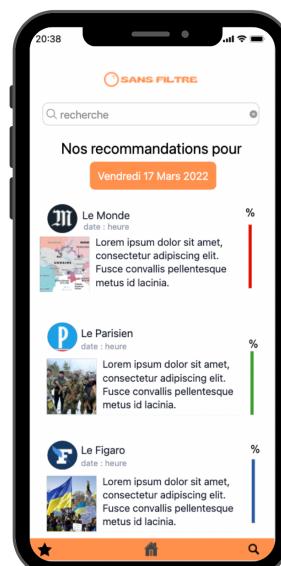 20:38
SANS FILTRE
recherche
Nos recommandations pour
Vendredi 17 Mars 2022
Le Monde
%
date : heure
Lorem ipsum dolor sit amet,
consectetur adipiscing elit.
Fusce convallis pellentesque
metus id lacinia.
UKRAINE
Le Parisien
%
date : heure
Lorem ipsum dolor sit amet,
consectetur adipiscing elit.
Fusce convallis pellentesque
metus id lacinia.
Le Figaro
%
date : heure
Lorem ipsum dolor sit amet,
consectetur adipiscing elit.
Fusce convallis pellentesque
metus id lacinia.